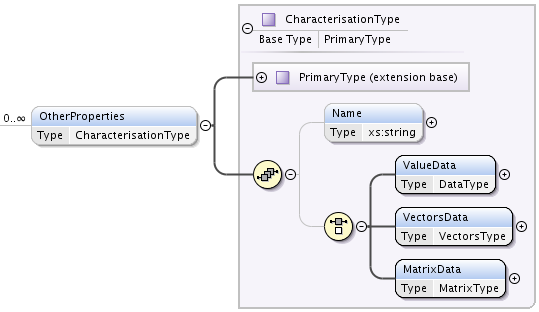 CharacterisationType
Base Type PrimaryType
PrimaryType (extension base)
0..∞
OtherProperties
Type CharacterisationType
Name
Type xs:string
ValueData
Type DataType
VectorsData
Type VectorsType
MatrixData
Type MatrixType